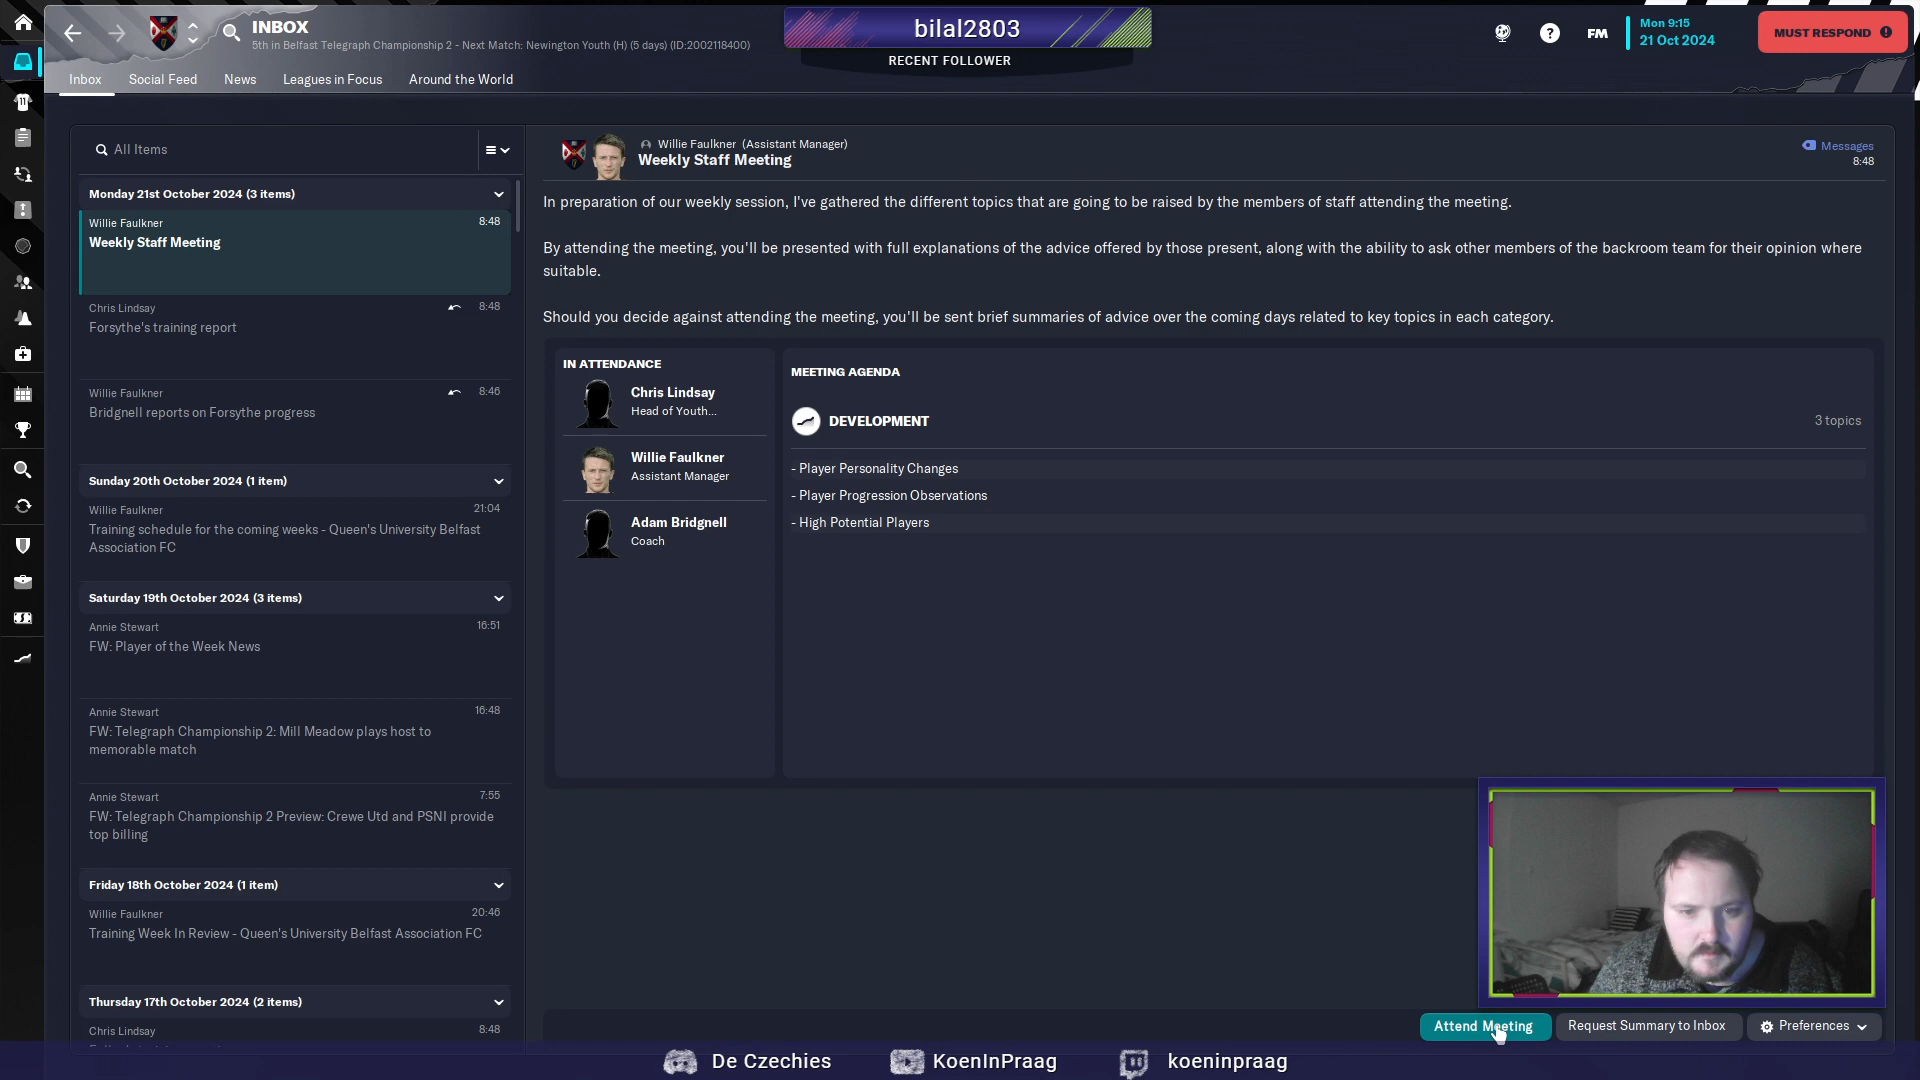 INBOX
5th in Belfast Telegraph Championship 2 - Next Match: Newington Youth (H) (5 days) (ID:2002118400)
bilal2803
RECENT FOLLOWER
FM
Mon 9:15
21 Oct 2024
MUST RESPOND
Inbox
Social Feed
News
Leagues in Focus
Around the World
All Items
Monday 21st October 2024 (3 items)
Willie Faulkner
8:48
Weekly Staff Meeting
Chris Lindsay
8:48
Forsythe's training report
Willie Faulkner
8:46
Bridgnell reports on Forsythe progress
Sunday 20th October 2024 (1 item)
Willie Faulkner
21:04
Training schedule for the coming weeks - Queen's University Belfast
Association FC
Saturday 19th October 2024 (3 items)
Annie Stewart
16:51
FW: Player of the Week News
Annie Stewart
16:48
FW: Telegraph Championship 2: Mill Meadow plays host to
memorable match
Annie Stewart
7:55
FW: Telegraph Championship 2 Preview: Crewe Utd and PSNI provide
top billing
Friday 18th October 2024 (1 item)
Willie Faulkner
20:46
Training Week In Review - Queen's University Belfast Association FC
Thursday 17th October 2024 (2 items)
Chris Lindsay
8:48
Willie Faulkner (Assistant Manager)
Weekly Staff Meeting
Messages
8:48
In preparation of our weekly session, I've gathered the different topics that are going to be raised by the members of staff attending the meeting.
By attending the meeting, you'll be presented with full explanations of the advice offered by those present, along with the ability to ask other members of the backroom team for their opinion where
suitable.
Should you decide against attending the meeting, you'll be sent brief summaries of advice over the coming days related to key topics in each category.
IN ATTENDANCE
Chris Lindsay
Head of Youth...
Willie Faulkner
Assistant Manager
Adam Bridgnell
Coach
MEETING AGENDA
DEVELOPMENT
3 topics
- Player Personality Changes
- Player Progression Observations
- High Potential Players
Attend Meeting
Request Summary to Inbox
Preferences
De Czechies
KoenInPraag
koeninpraag